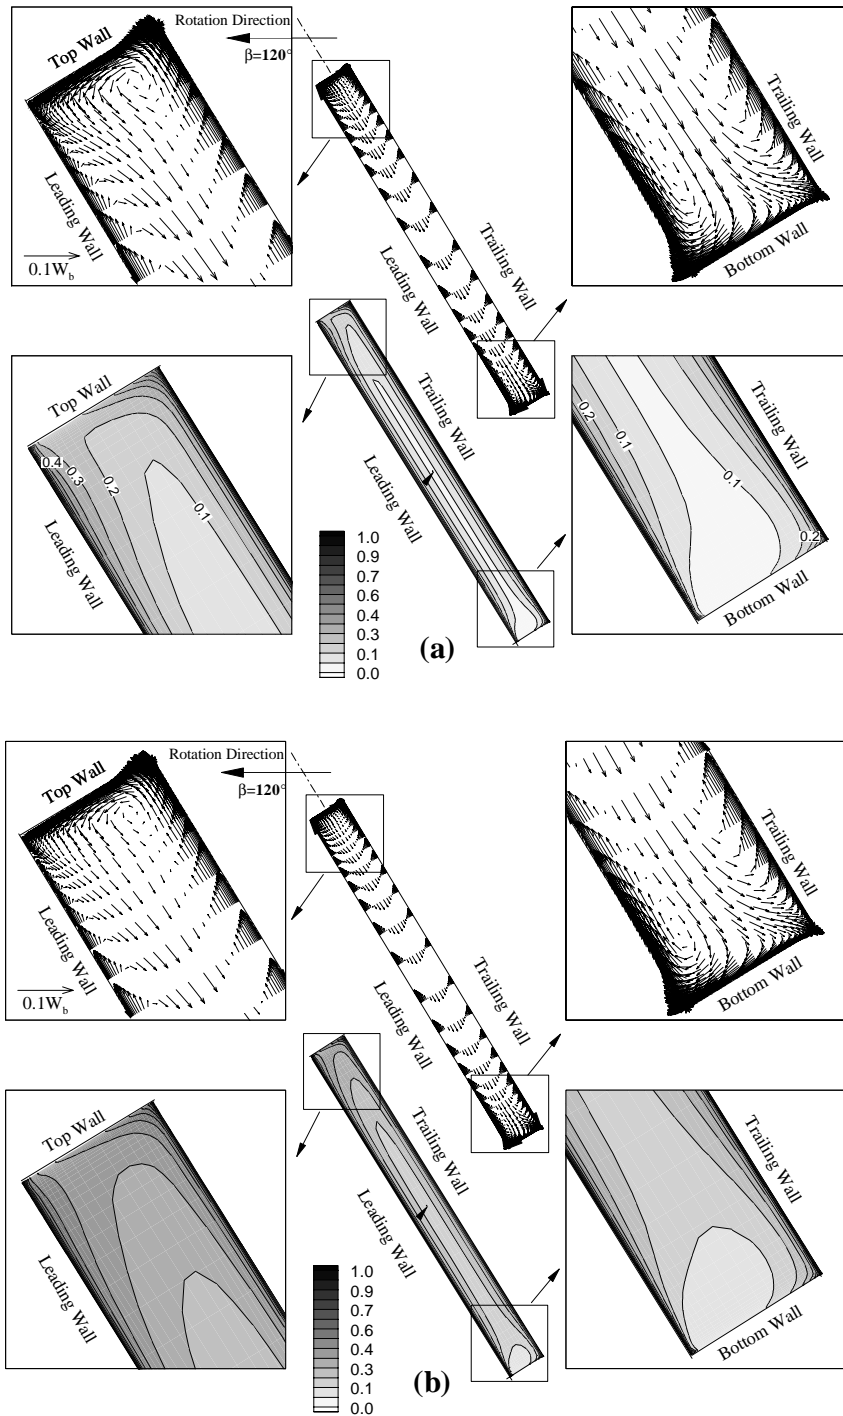 Rotation Direction
β=120°
Top Wall
Leading Wall
0.1W_b
Trailing Wall
Bottom Wall
Leading Wall
Trailing Wall
Top Wall
Leading Wall
0.4
0.3
0.2
0.1
Trailing Wall
Leading Wall
0.2
0.1
0.1
0.2
Trailing Wall
Bottom Wall
1.0
0.9
0.7
0.6
0.4
0.3
0.1
0.0
(a)
Rotation Direction
β=120°
Top Wall
Leading Wall
0.1W_b
Trailing Wall
Bottom Wall
Trailing Wall
Leading Wall
Top Wall
Leading Wall
Trailing Wall
Leading Wall
Trailing Wall
Bottom Wall
1.0
0.9
0.7
0.6
0.4
0.3
0.1
0.0
(b)